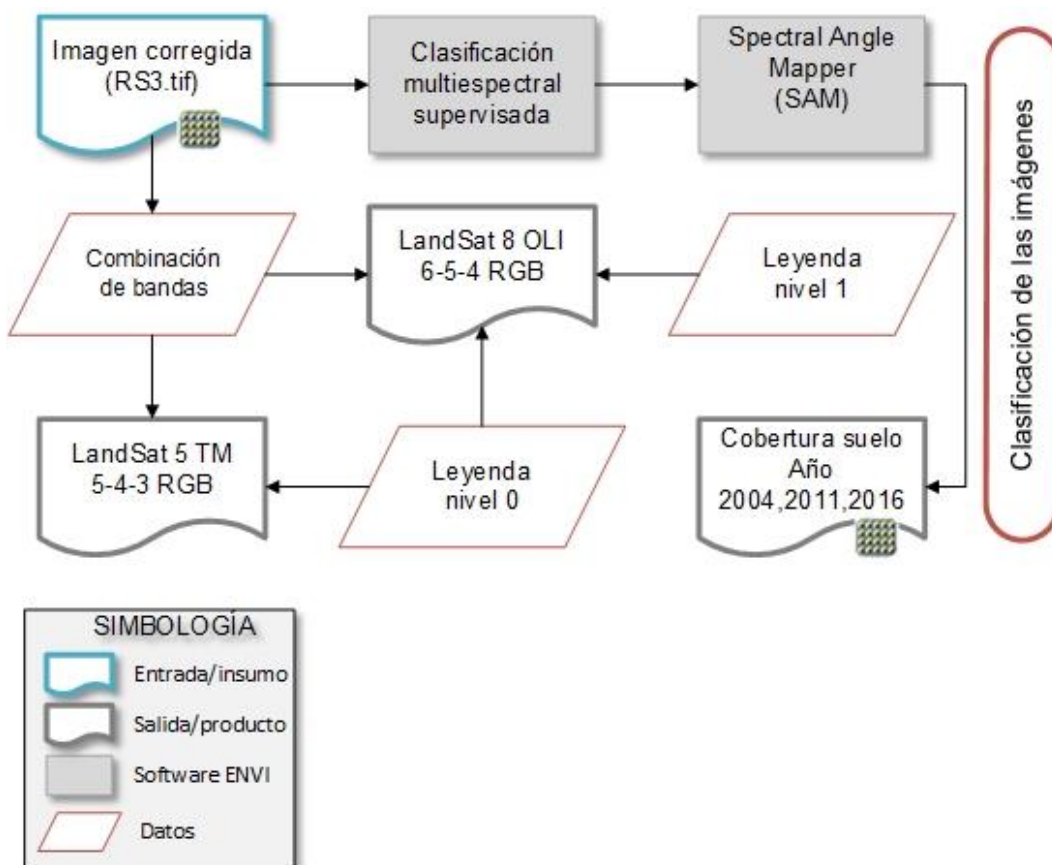 Imagen corregida
(RS3.tif)
Clasificación
multiespectral
supervisada
Spectral Angle
Mapper
(SAM)
Combinación
de bandas
LandSat 8 OLI
6-5-4 RGB
Leyenda
nivel 1
LandSat 5 TM
5-4-3 RGB
Leyenda
nivel 0
Cobertura suelo
Año
2004,2011,2016
Clasificación de las imágenes
SIMBOLOGÍA
Entrada/insumo
Salida/producto
Software ENVI
Datos